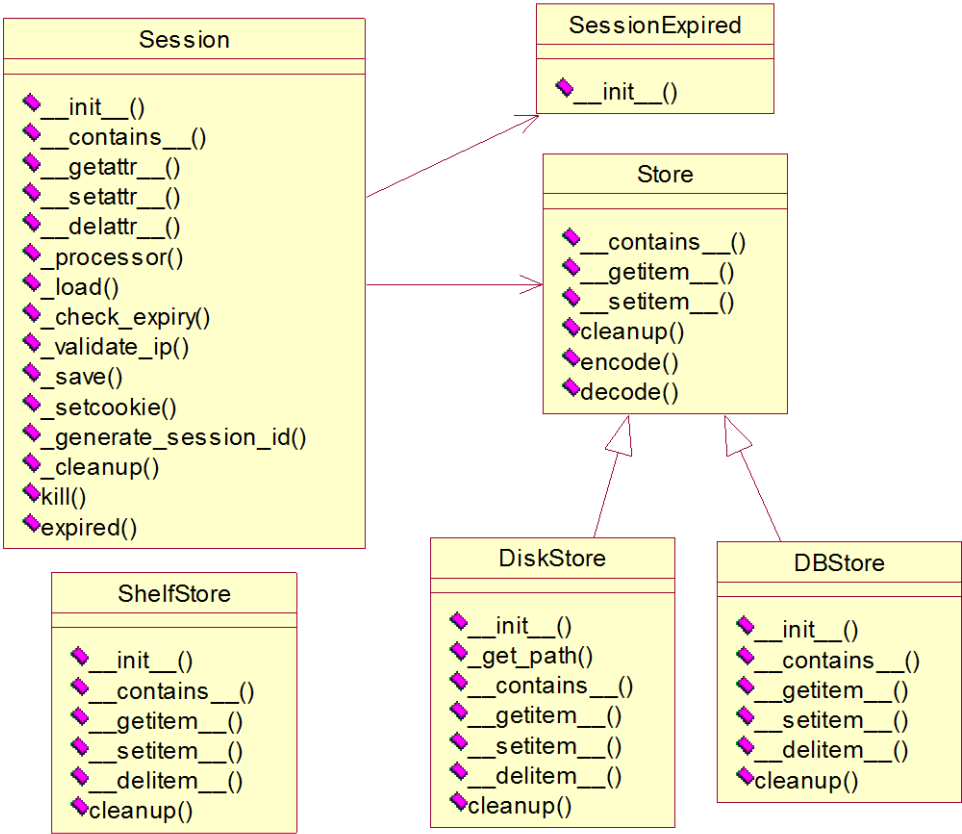 Session
__init__()
__contains__()
__getattr__()
__setattr__()
__delattr__()
_processor()
_load()
_check_expiry()
_validate_ip()
_save()
_setcookie()
_generate_session_id()
_cleanup()
kill()
expired()
SessionExpired
__init__()
Store
__contains__()
__getitem__()
__setitem__()
cleanup()
encode()
decode()
ShelfStore
__init__()
__contains__()
__getitem__()
__setitem__()
__delitem__()
cleanup()
DiskStore
__init__()
_get_path()
__contains__()
__getitem__()
__setitem__()
__delitem__()
cleanup()
DBStore
__init__()
__contains__()
__getitem__()
__setitem__()
__delitem__()
cleanup()